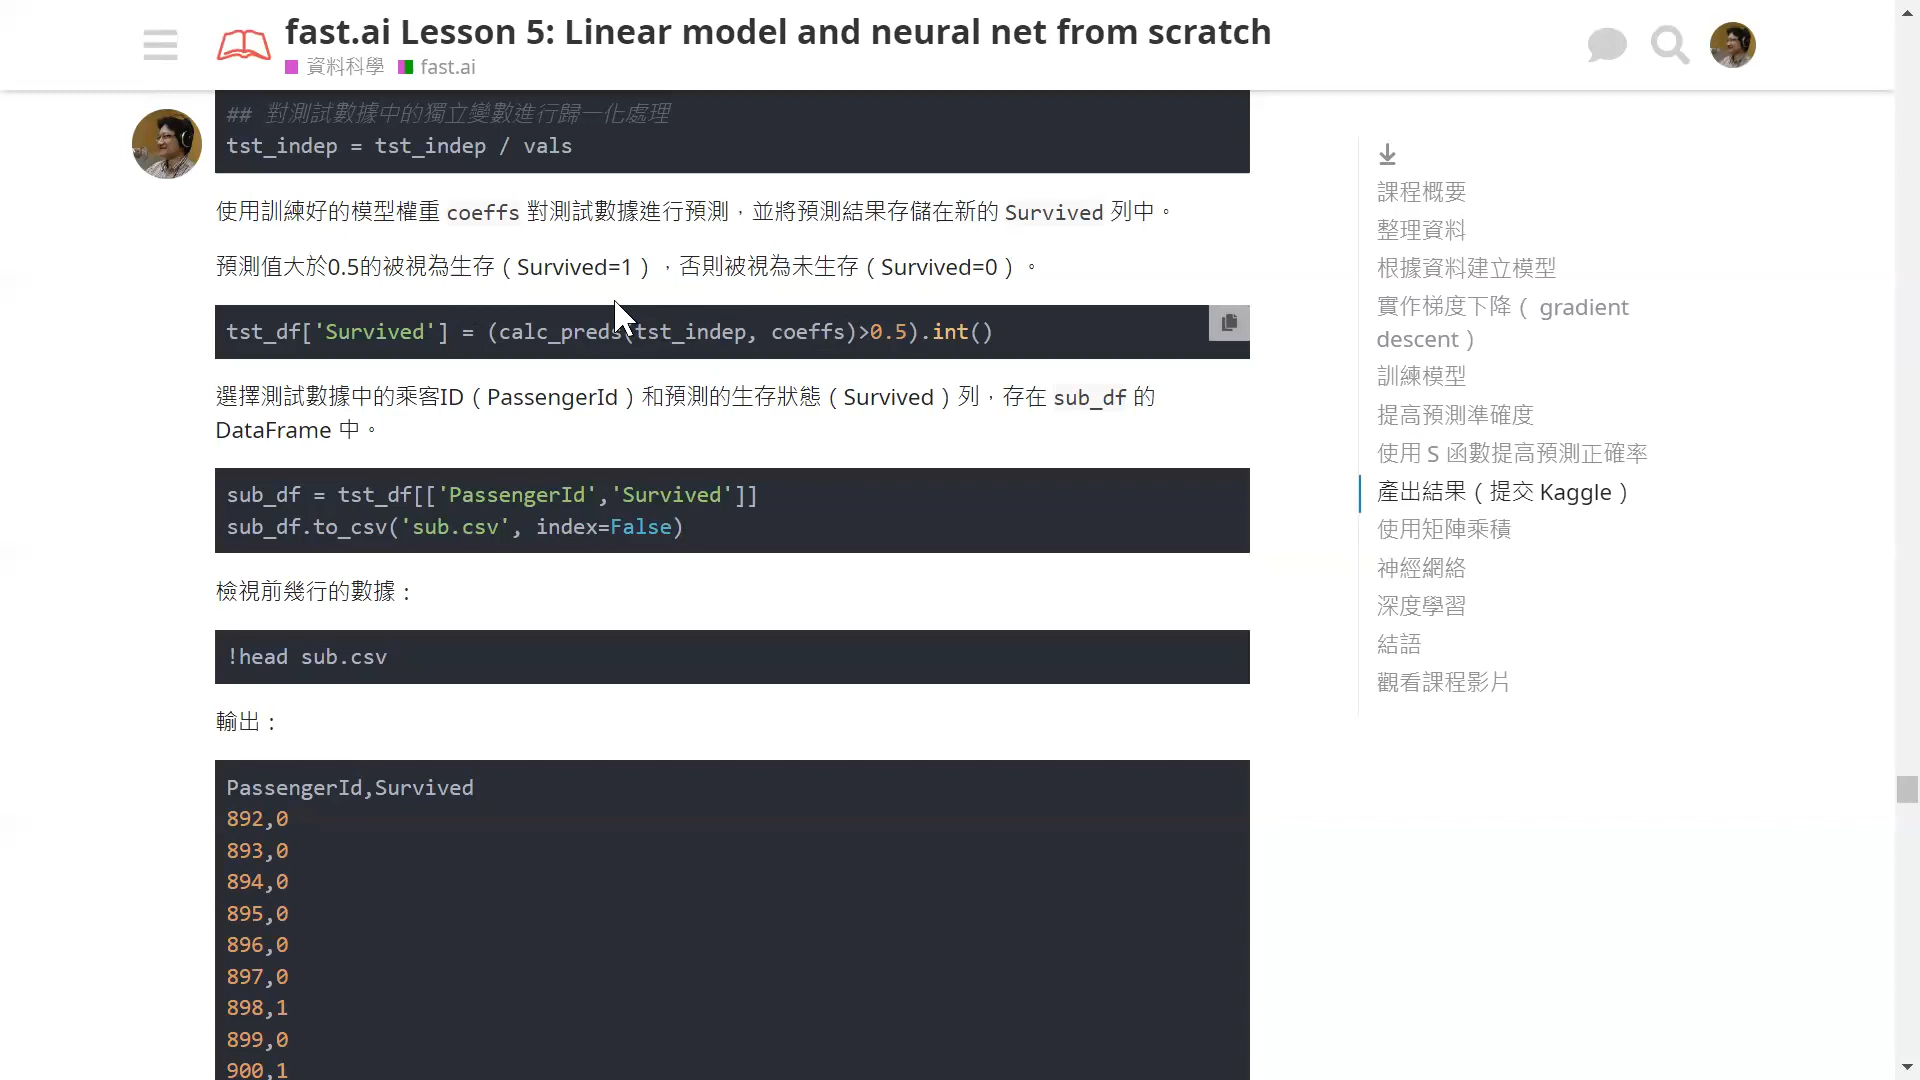 fast.ai Lesson 5: Linear model and neural net from scratch
資料科學 fast.ai
## 對測試數據中的獨立變數進行歸一化處理
tst_indep = tst_indep / vals
使用訓練好的模型權重 coeffs 對測試數據進行預測，並將預測結果存儲在新的 Survived 列中。
預測值大於0.5的被視為生存（Survived=1），否則被視為未生存（Survived=0）。
tst_df['Survived'] = (calc_preds(tst_indep, coeffs)>0.5).int()
選擇測試數據中的乘客ID（PassengerId）和預測的生存狀態（Survived）列，存在 sub_df 的
DataFrame 中。
sub_df = tst_df[['PassengerId','Survived']]
sub_df.to_csv('sub.csv', index=False)
檢視前幾行的數據：
!head sub.csv
輸出：
PassengerId,Survived
892,0
893,0
894,0
895,0
896,0
897,0
898,1
899,0
900,1
課程概要
整理資料
根據資料建立模型
實作梯度下降（ gradient
descent）
訓練模型
提高預測準確度
使用 S 函數提高預測正確率
產出結果（提交 Kaggle）
使用矩陣乘積
神經網絡
深度學習
結語
觀看課程影片